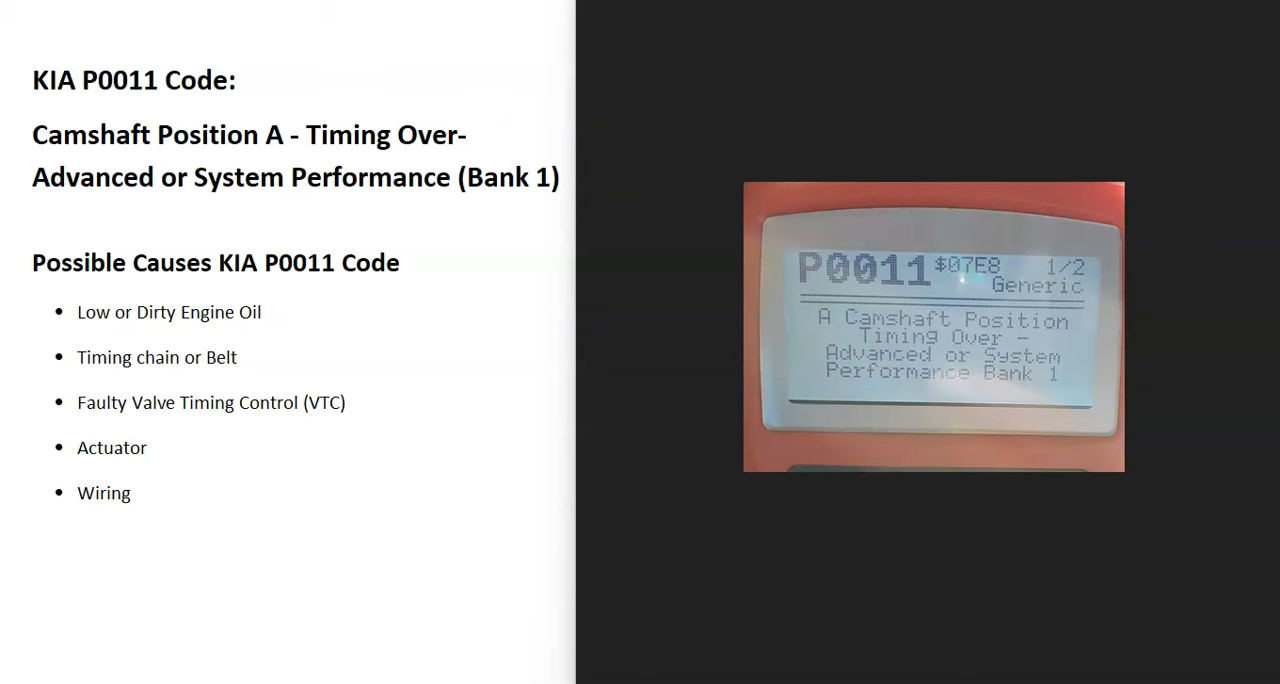 KIA P0011 Code:
Camshaft Position A - Timing Over-
Advanced or System Performance (Bank 1)
Possible Causes KIA P0011 Code
• Low or Dirty Engine Oil
• Timing chain or Belt
• Faulty Valve Timing Control (VTC)
• Actuator
• Wiring
P0011 $07E8 1/2
Generic
A Camshaft Position
Timing Over -
Advanced or System
Performance Bank 1